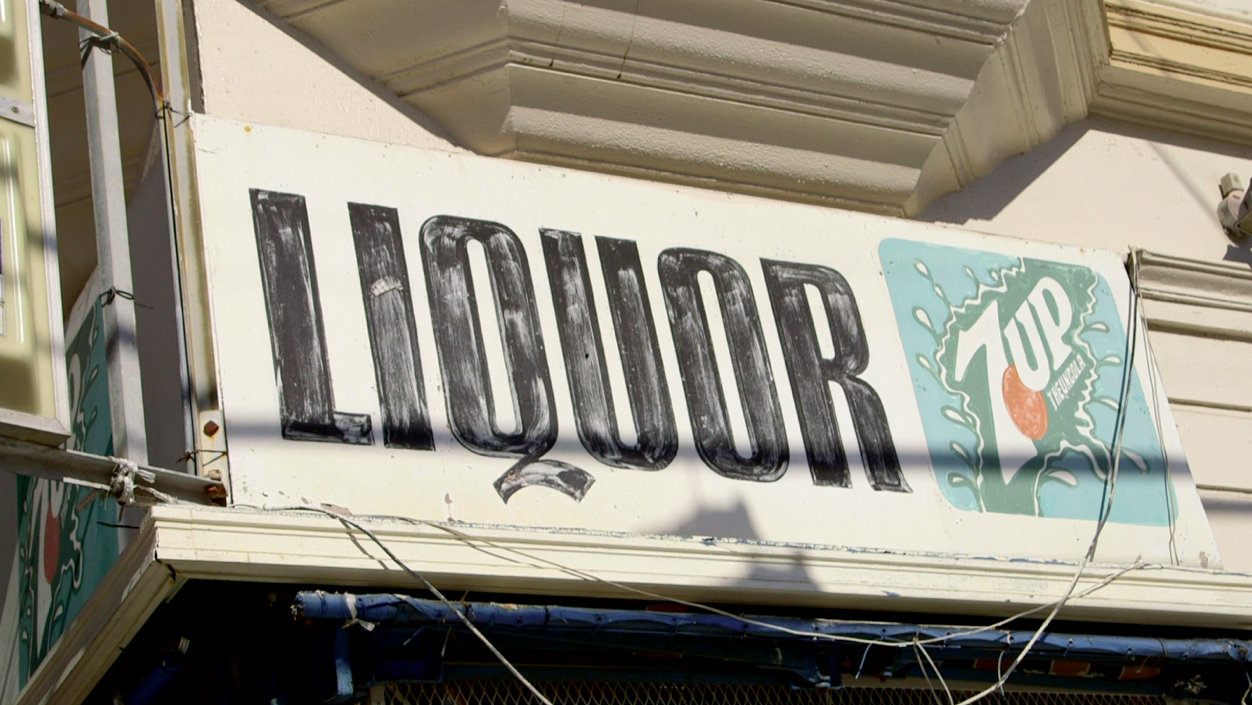 LIQUOR
7UP
THE UNCOLA